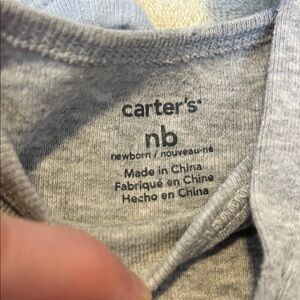 carter's
nb
newborn / nouveau-né
Made in China
Fabriqué en Chine
Hecho en China